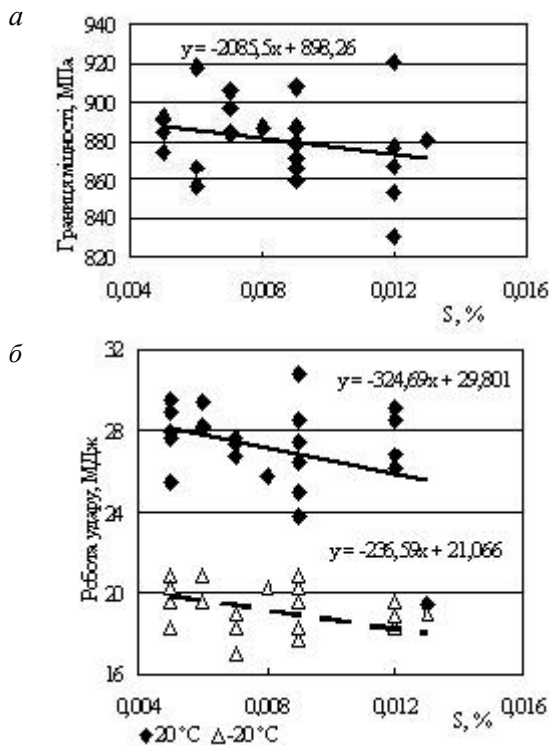 а
Границя міцності, МПа
940
920
900
880
860
840
820
y = -2085,5x + 898,26
0,004 0,008 0,012 0,016
S, %
б
Робота удару, МДж
32
28
24
20
16
y = -324,69x + 29,801
y = -236,59x + 21,066
0,004 0,008 0,012 0,016
20 °C -20 °C S, %